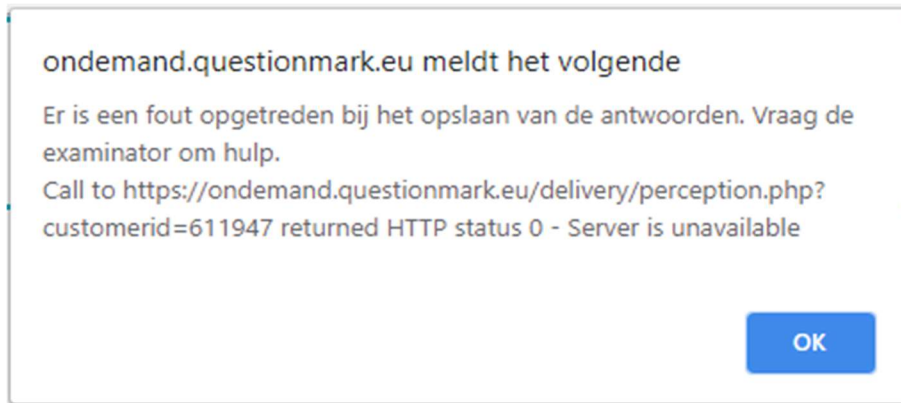 ondemand.questionmark.eu meldt het volgende
Er is een fout opgetreden bij het opslaan van de antwoorden. Vraag de
examinator om hulp.
Call to https://ondemand.questionmark.eu/delivery/perception.php?
customerid=611947 returned HTTP status 0 - Server is unavailable
OK